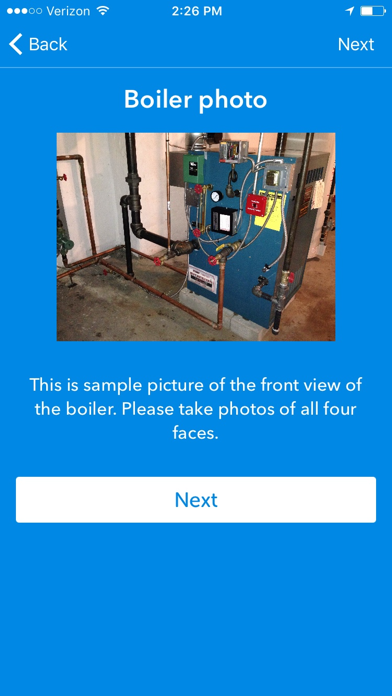 Verizon 2:26 PM
Back Next
Boiler photo
This is sample picture of the front view of
the boiler. Please take photos of all four
faces.
Next